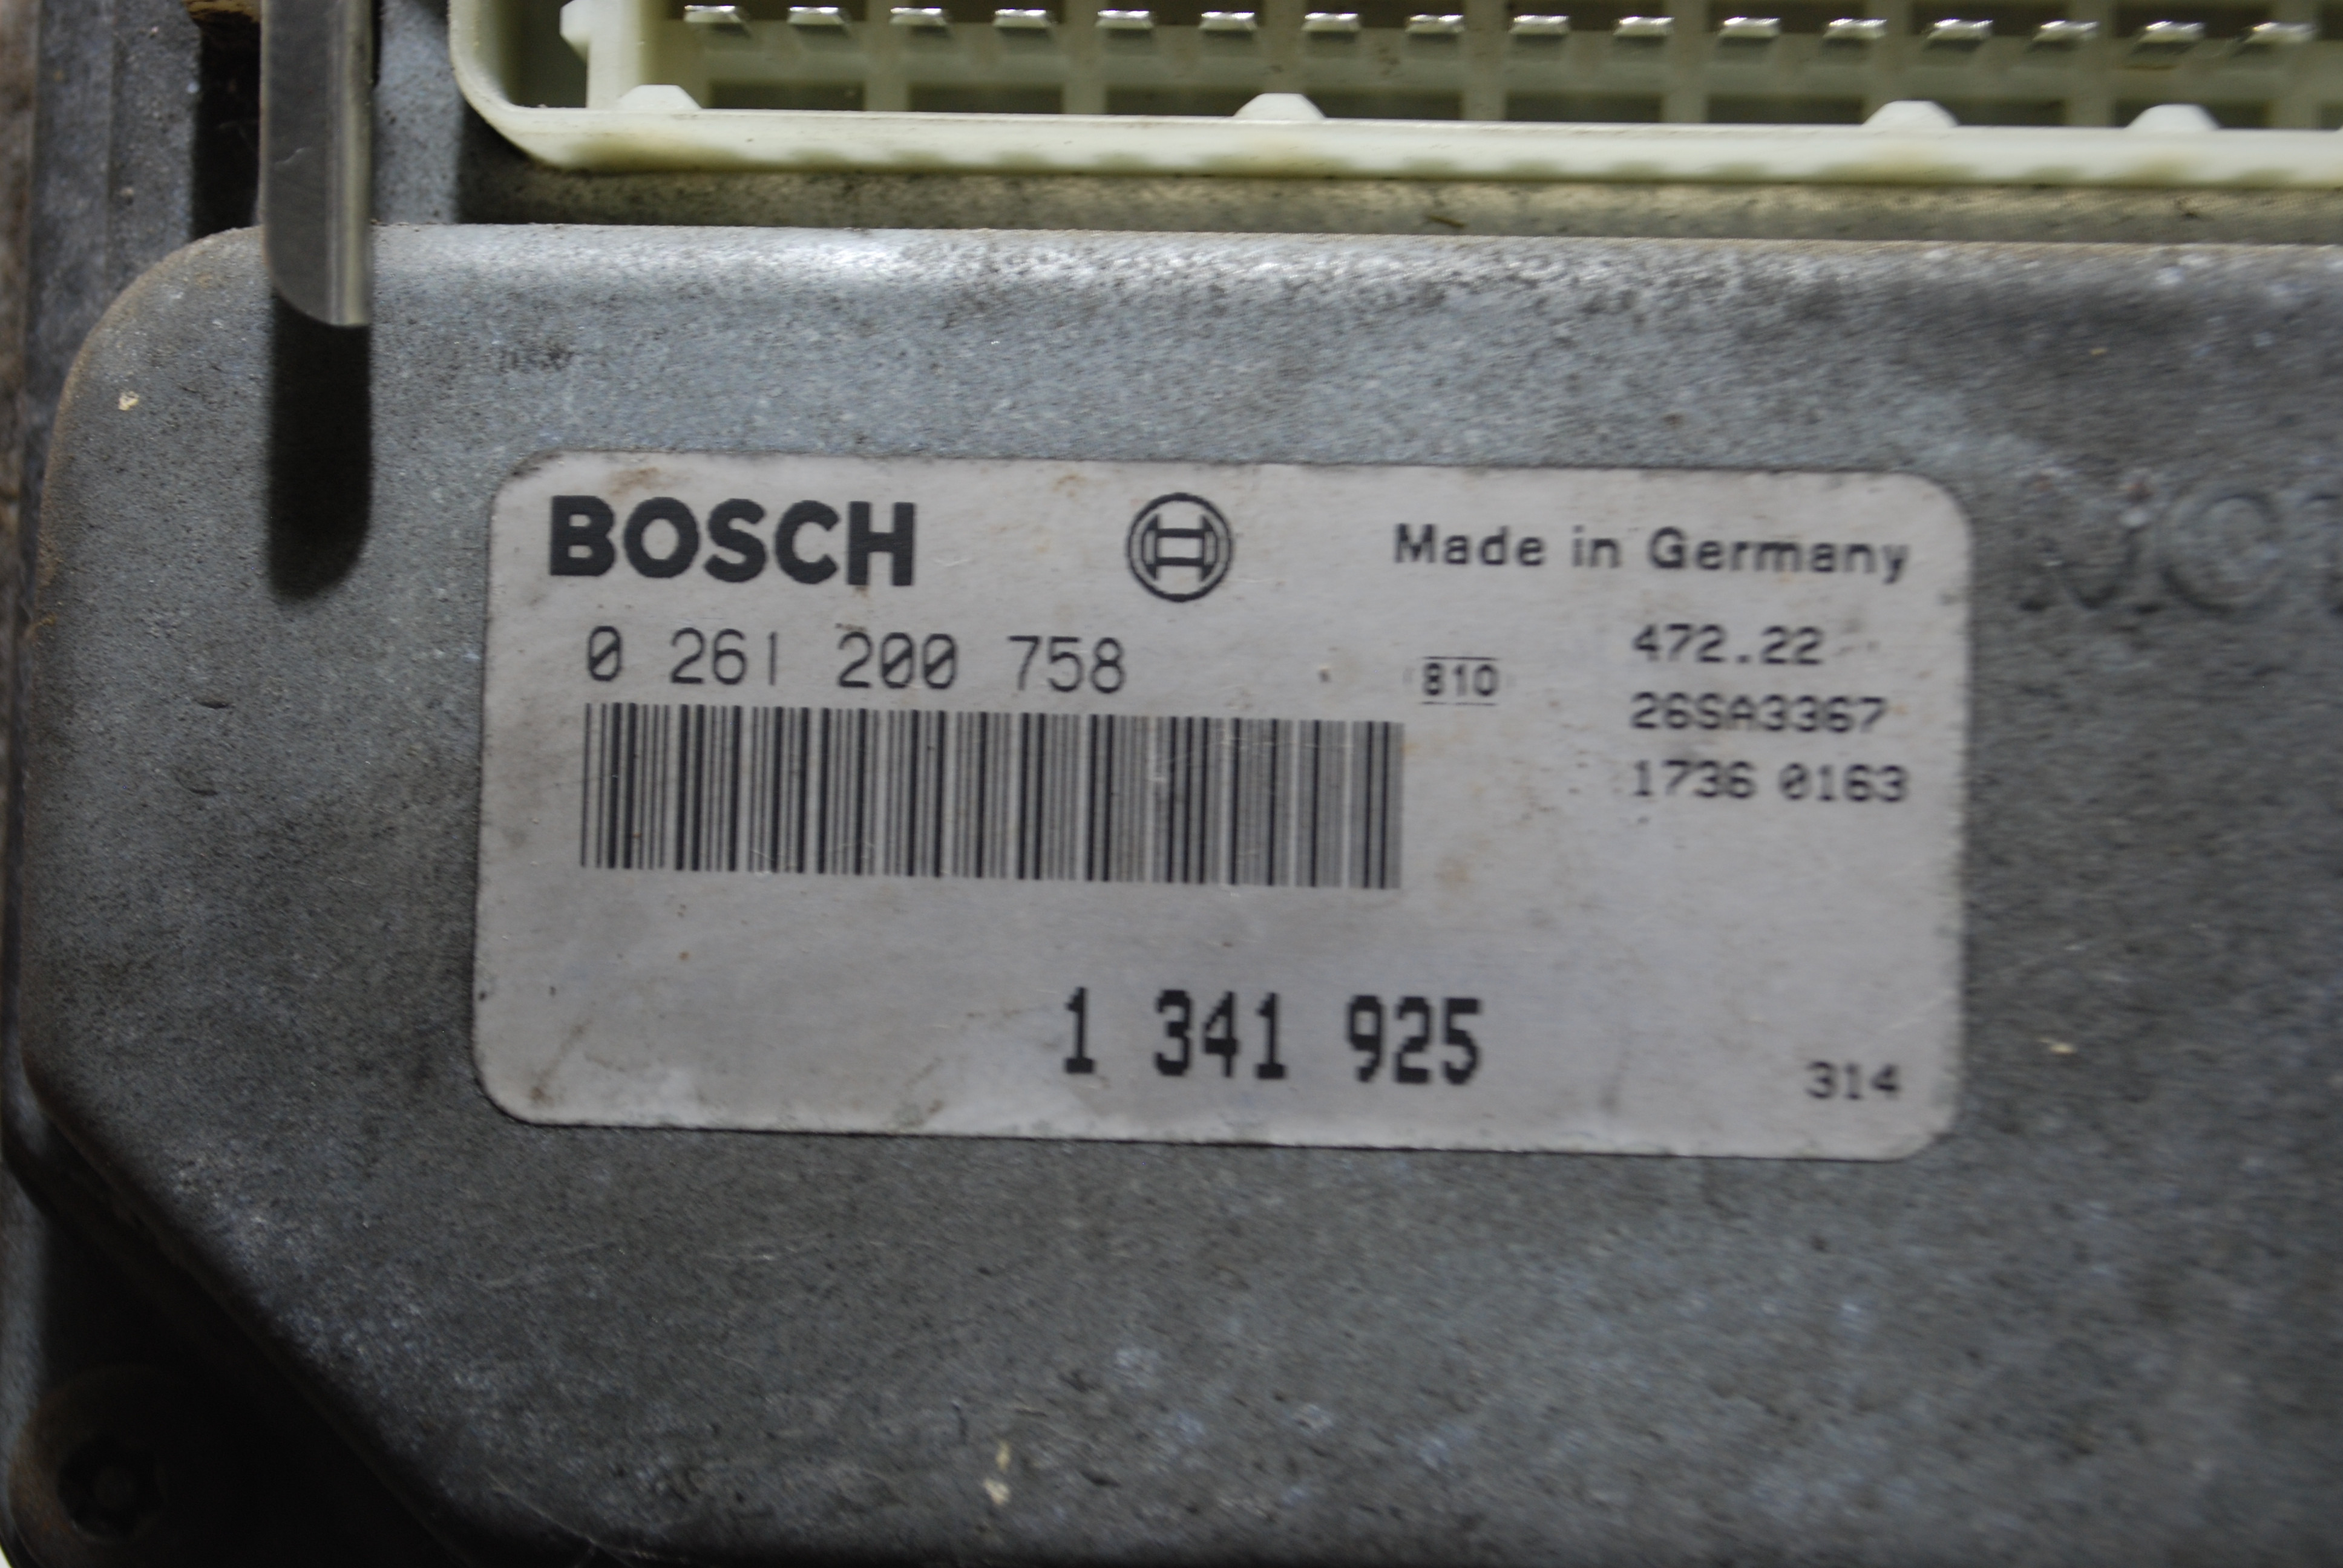 BOSCH
Made in Germany
0 261 200 758
810
472.22
26SA3367
1736 0163
1 341 925
314